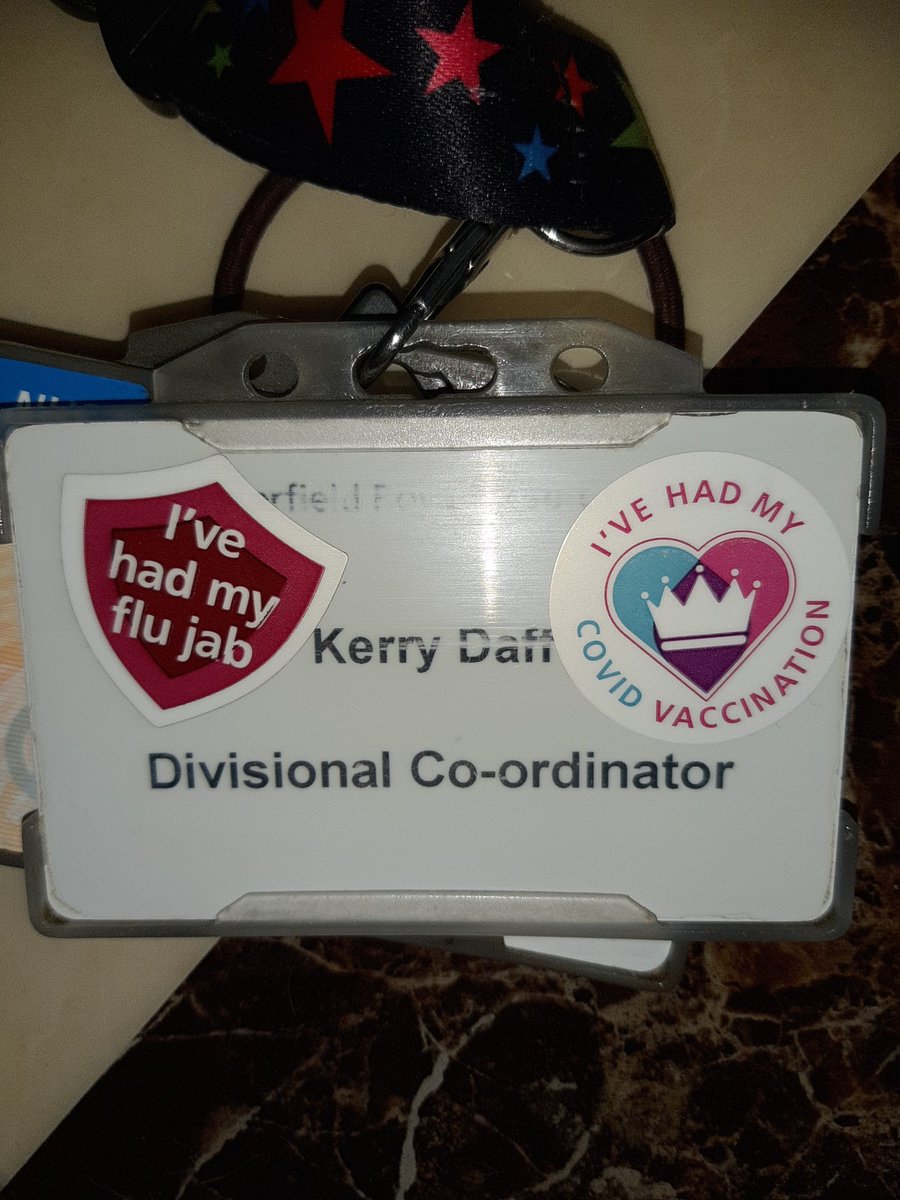 I've
had my
flu jab
I'VE HAD MY
COVID VACCINATION
Kerry Daff
Divisional Co-ordinator